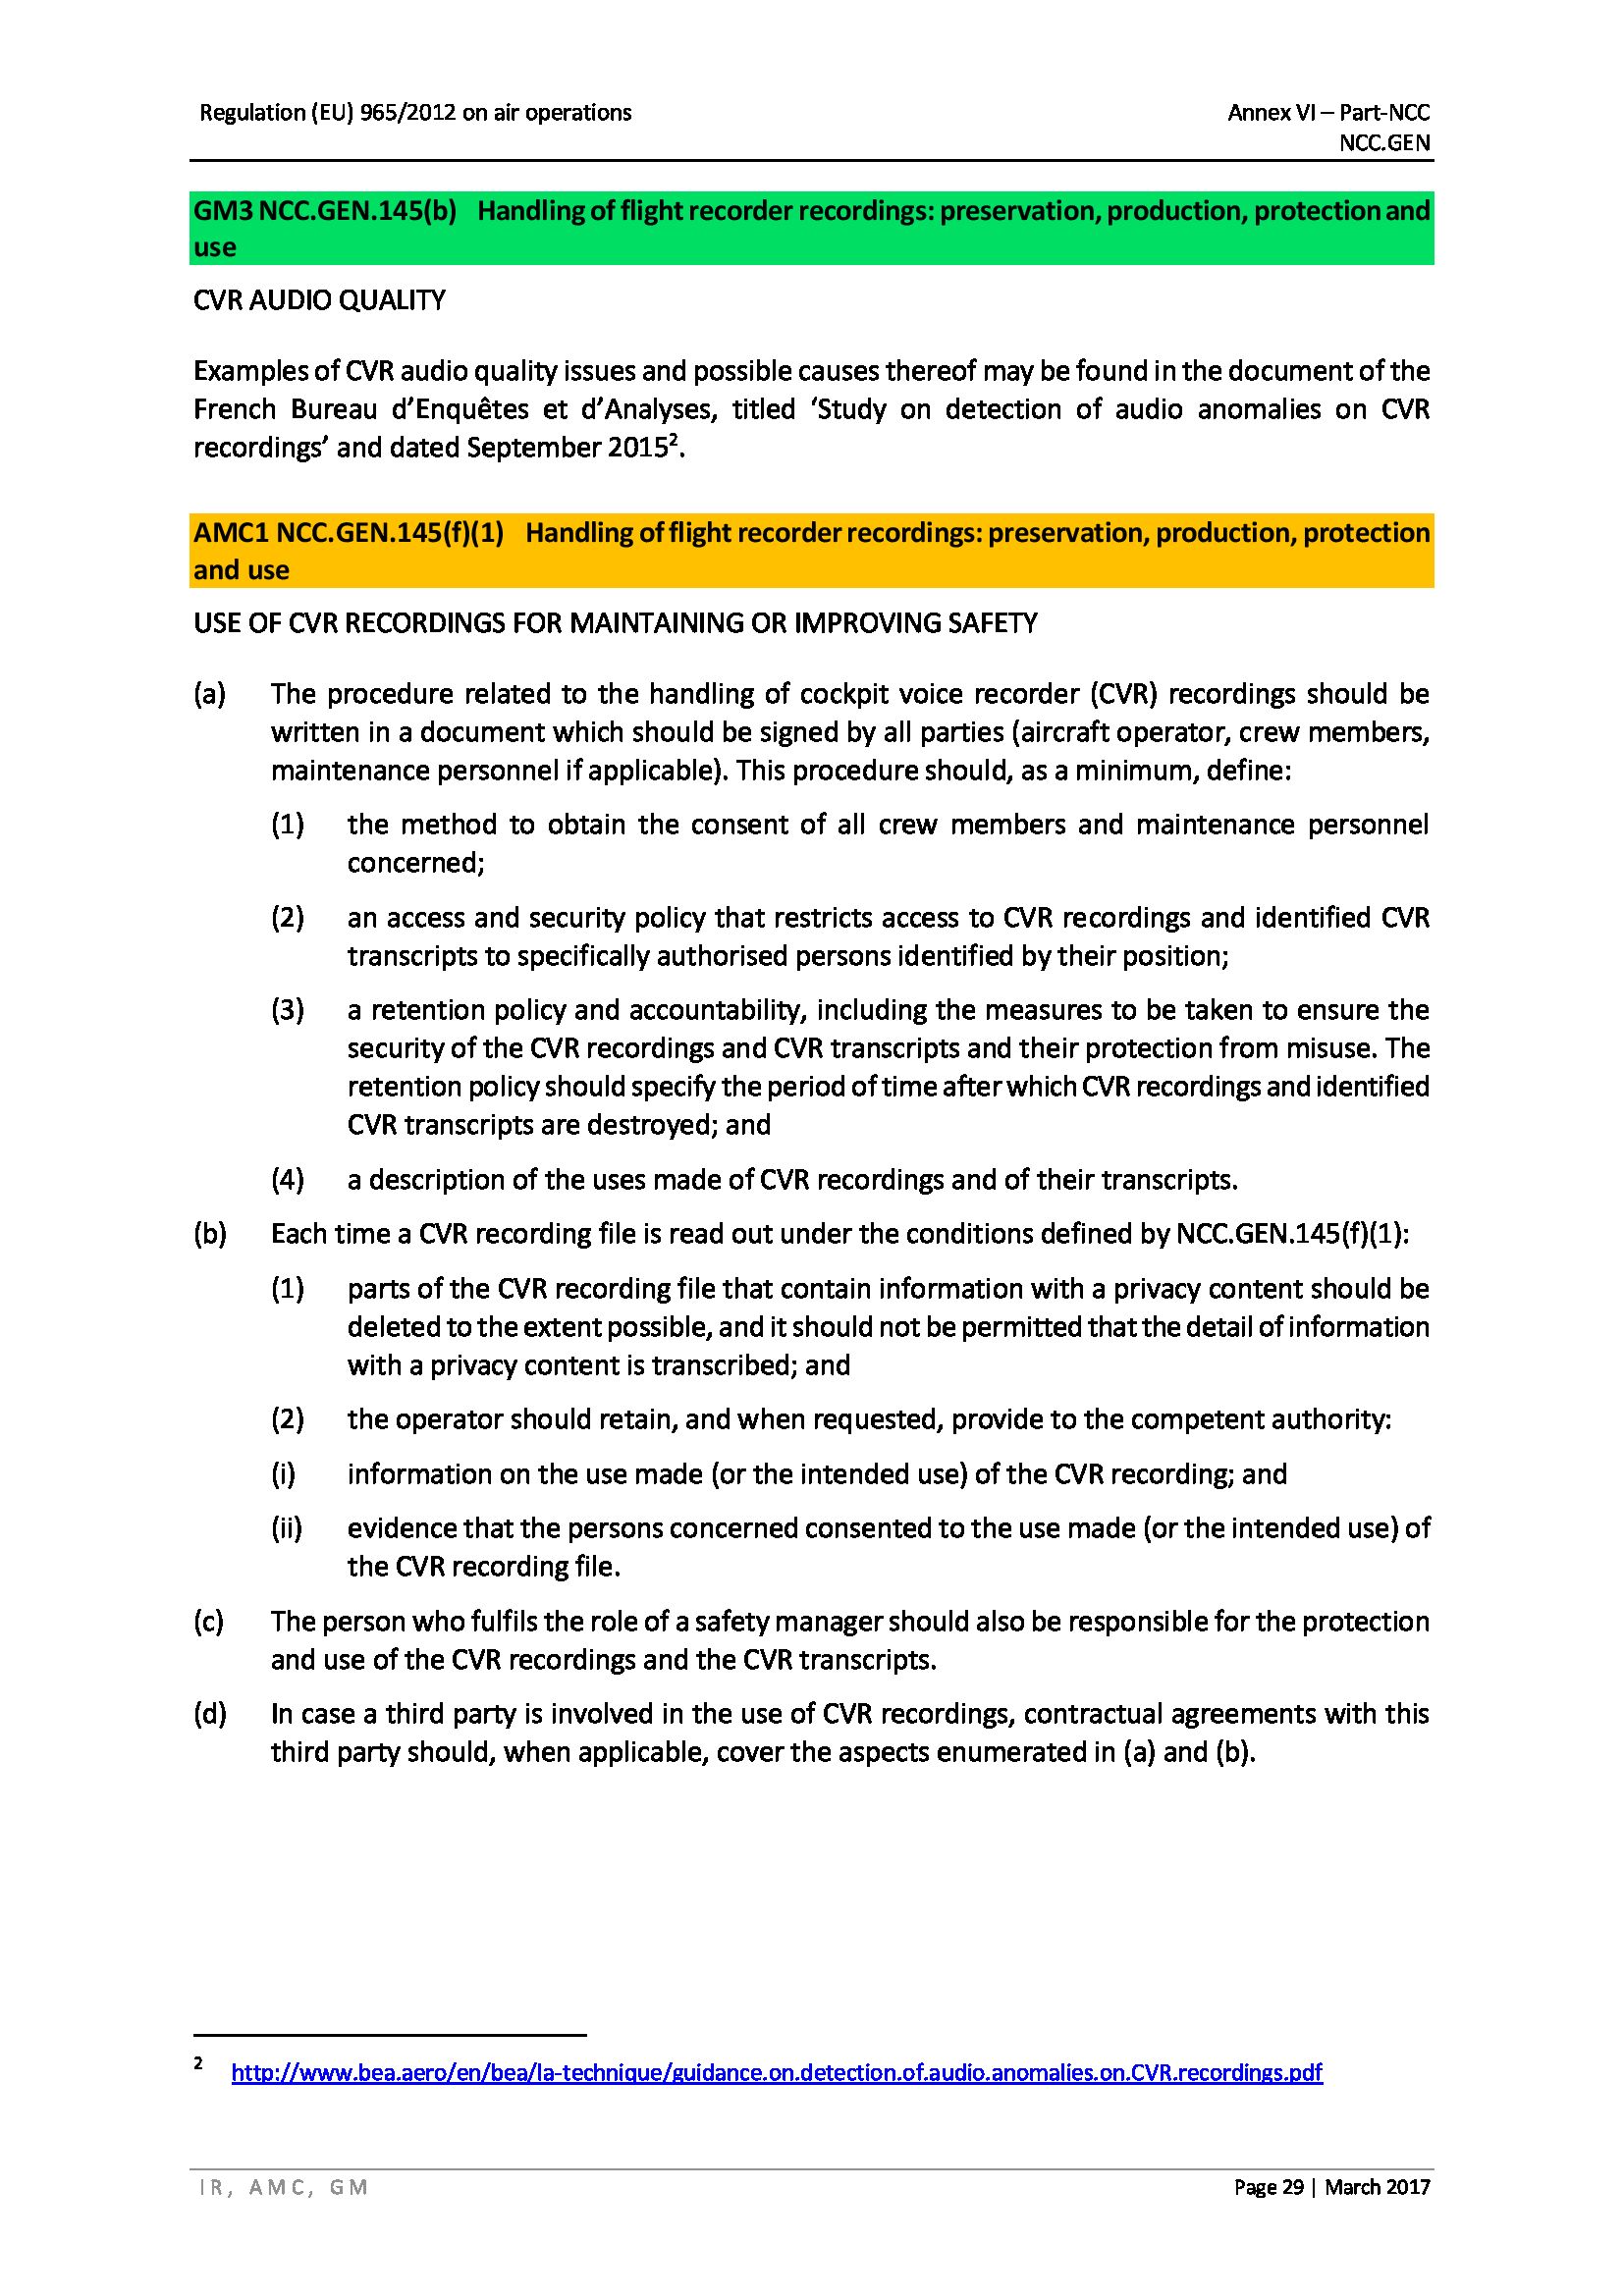 Regulation (EU) 965/2012 on air operations
Annex VI – Part-NCC
NCC.GEN
GM3 NCC.GEN.145(b) Handling of flight recorder recordings: preservation, production, protection and
use
CVR AUDIO QUALITY
Examples of CVR audio quality issues and possible causes thereof may be found in the document of the
French Bureau d’Enquêtes et d’Analyses, titled ‘Study on detection of audio anomalies on CVR
recordings’ and dated September 2015².
AMC1 NCC.GEN.145(f)(1) Handling of flight recorder recordings: preservation, production, protection
and use
USE OF CVR RECORDINGS FOR MAINTAINING OR IMPROVING SAFETY
(a) The procedure related to the handling of cockpit voice recorder (CVR) recordings should be
written in a document which should be signed by all parties (aircraft operator, crew members,
maintenance personnel if applicable). This procedure should, as a minimum, define:
(1) the method to obtain the consent of all crew members and maintenance personnel
concerned;
(2) an access and security policy that restricts access to CVR recordings and identified CVR
transcripts to specifically authorised persons identified by their position;
(3) a retention policy and accountability, including the measures to be taken to ensure the
security of the CVR recordings and CVR transcripts and their protection from misuse. The
retention policy should specify the period of time after which CVR recordings and identified
CVR transcripts are destroyed; and
(4) a description of the uses made of CVR recordings and of their transcripts.
(b) Each time a CVR recording file is read out under the conditions defined by NCC.GEN.145(f)(1):
(1) parts of the CVR recording file that contain information with a privacy content should be
deleted to the extent possible, and it should not be permitted that the detail of information
with a privacy content is transcribed; and
(2) the operator should retain, and when requested, provide to the competent authority:
(i) information on the use made (or the intended use) of the CVR recording; and
(ii) evidence that the persons concerned consented to the use made (or the intended use) of
the CVR recording file.
(c) The person who fulfils the role of a safety manager should also be responsible for the protection
and use of the CVR recordings and the CVR transcripts.
(d) In case a third party is involved in the use of CVR recordings, contractual agreements with this
third party should, when applicable, cover the aspects enumerated in (a) and (b).
2 http://www.bea.aero/en/bea/la-technique/guidance.on.detection.of.audio.anomalies.on.CVR.recordings.pdf
IR, AMC, GM
Page 29 | March 2017